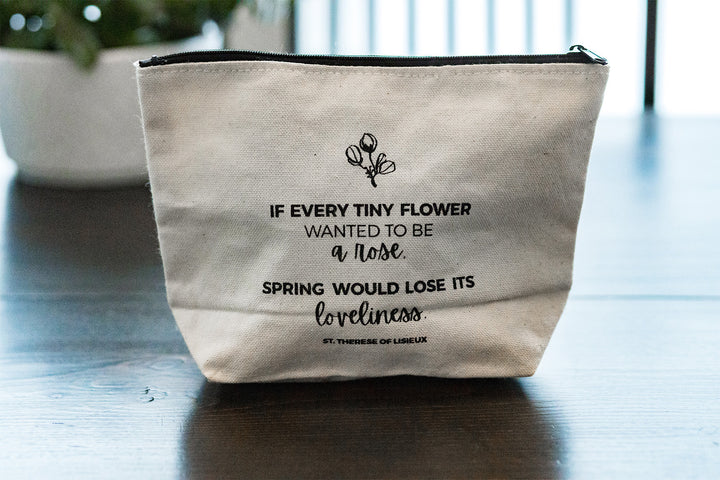 IF EVERY TINY FLOWER
WANTED TO BE
a rose.
SPRING WOULD LOSE ITS
loveliness.
ST. THERESE OF LISIEUX